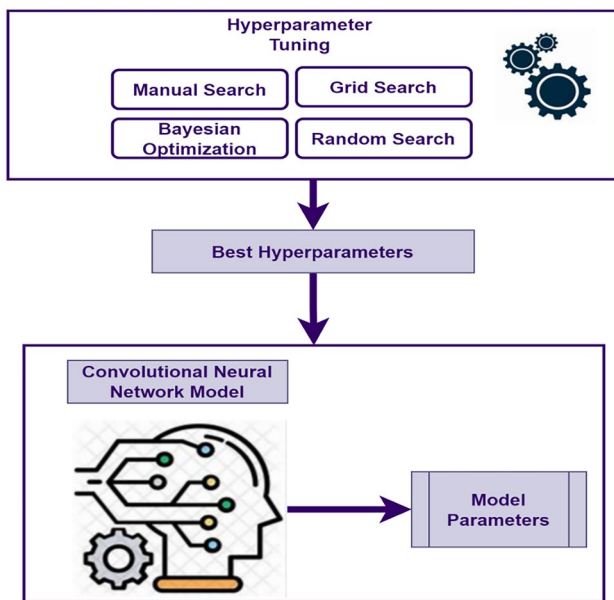 Hyperparameter
Tuning
Manual Search
Grid Search
Bayesian
Optimization
Random Search
Best Hyperparameters
Convolutional Neural
Network Model
Model
Parameters